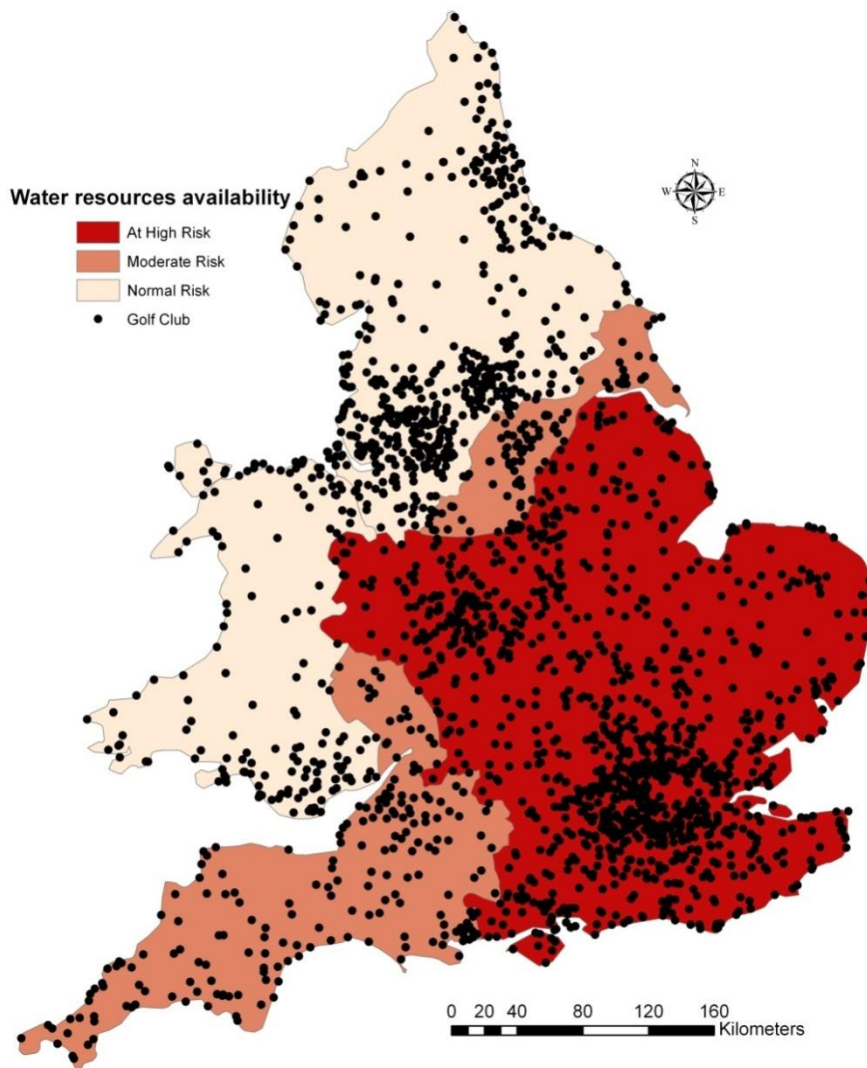 N
W E
S
Water resources availability
At High Risk
Moderate Risk
Normal Risk
Golf Club
0 20 40 80 120 160
Kilometers